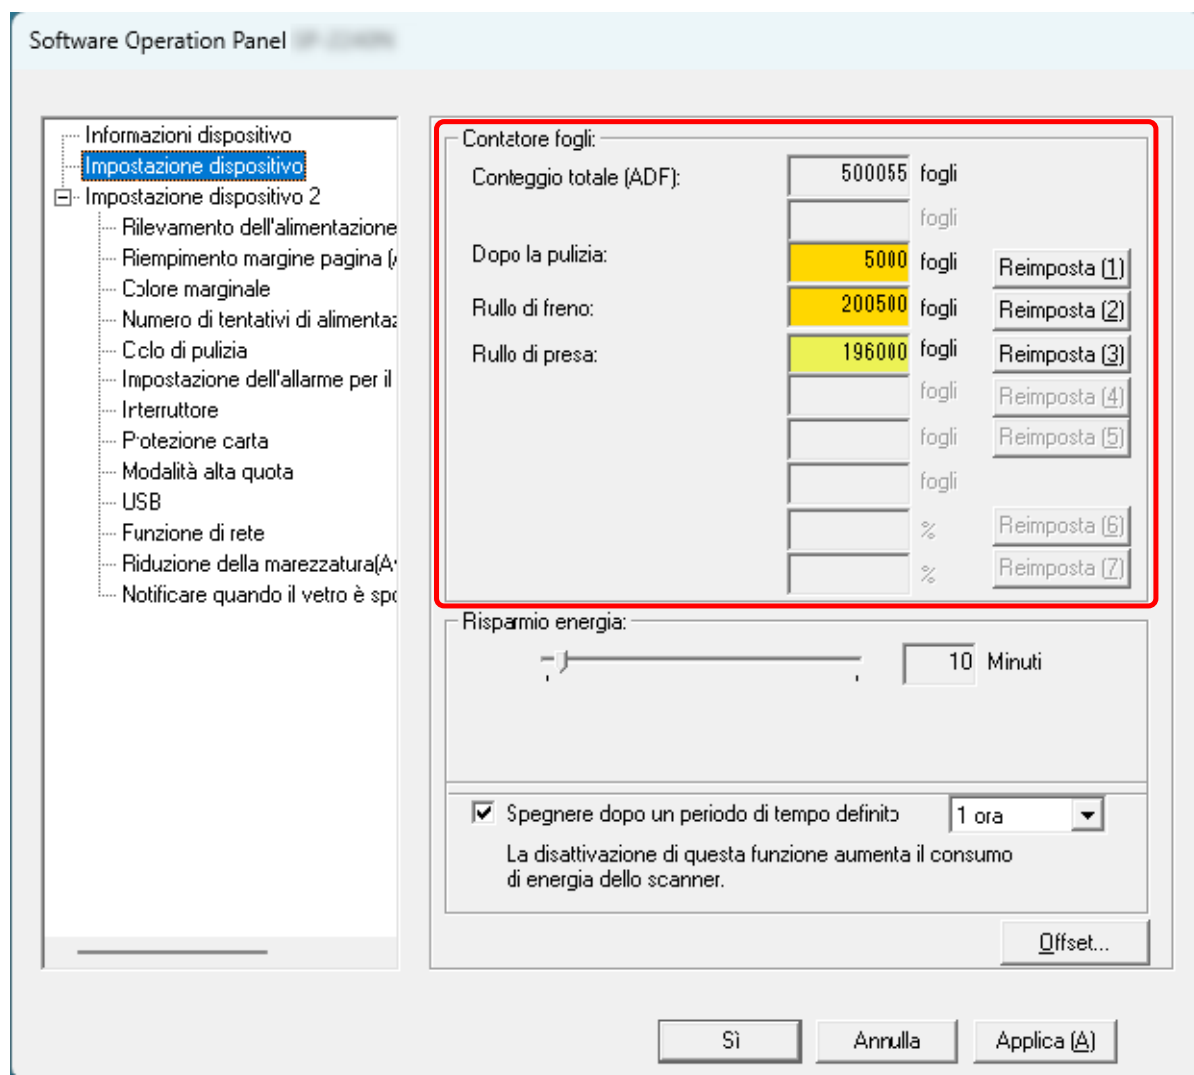 Software Operation Panel
Informazioni dispositivo
Impostazione dispositivo
Impostazione dispositivo 2
Rilevamento dell'alimentazione
Riempimento margine pagina (
Colore marginale
Numero di tentativi di alimentaz
Ciclo di pulizia
Impostazione dell'allarme per il
Interruttore
Protezione carta
Modalità alta quota
USB
Funzione di rete
Riduzione della marezzatura(A
Notificare quando il vetro è spo
Contatore fogli:
Conteggio totale (ADF): 500055 fogli
fogli
Dopo la pulizia: 5000 fogli Reimposta (1)
Rullo di freno: 200500 fogli Reimposta (2)
Rullo di presa: 196000 fogli Reimposta (3)
fogli Reimposta (4)
fogli Reimposta (5)
fogli
% Reimposta (6)
% Reimposta (7)
Risparmio energia:
10 Minuti
Spegnere dopo un periodo di tempo definito 1 ora
La disattivazione di questa funzione aumenta il consumo
di energia dello scanner.
Offset...
Sì Annulla Applica (A)